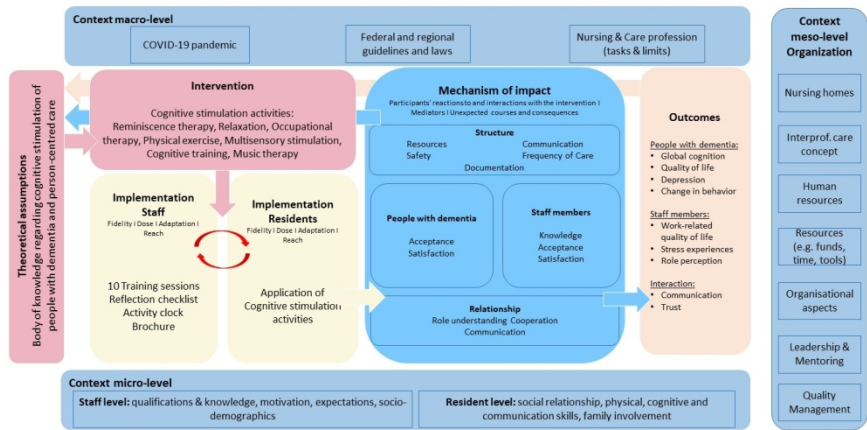 Context macro-level
COVID-19 pandemic
Federal and regional
guidelines and laws
Nursing & Care profession
(tasks & limits)
Theoretical assumptions
Body of knowledge regarding cognitive stimulation of
people with dementia and person-centred care
Intervention
Cognitive stimulation activities:
Reminiscence therapy, Relaxation, Occupational
therapy, Physical exercise, Multisensory stimulation,
Cognitive training, Music therapy
Implementation
Staff
Fidelity I Dose I Adaptation I
Reach
10 Training sessions
Reflection checklist
Activity clock
Brochure
Implementation
Residents
Fidelity I Dose I Adaptation I
Reach
Application of
Cognitive stimulation
activities
Mechanism of impact
Participants' reactions to and interactions with the intervention I
Mediators I Unexpected courses and consequences
Structure
Resources Communication
Safety Frequency of Care
Documentation
People with dementia
Acceptance
Satisfaction
Staff members
Knowledge
Acceptance
Satisfaction
Relationship
Role understanding Cooperation
Communication
Outcomes
People with dementia:
• Global cognition
• Quality of life
• Depression
• Change in behavior
Staff members:
• Work-related
quality of life
• Stress experiences
• Role perception
Interaction:
• Communication
• Trust
Context micro-level
Staff level: qualifications & knowledge, motivation, expectations, socio-
demographics
Resident level: social relationship, physical, cognitive and
communication skills, family involvement
Context
meso-level
Organization
Nursing homes
Interprof. care
concept
Human
resources
Resources
(e.g. funds,
time, tools)
Organisational
aspects
Leadership &
Mentoring
Quality
Management